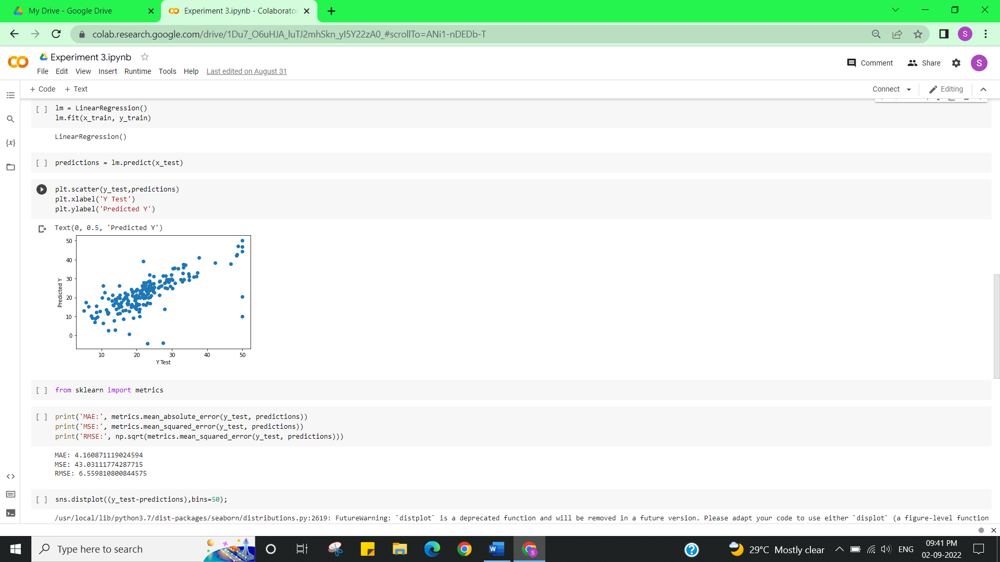 My Drive - Google Drive
Experiment 3.ipynb - Colaborato
colab.research.google.com/drive/1Du7_O6uHJA_luTJ2mhSkn_yI5Y22zA0_#scrollTo=ANi1-nDEDb-T
S
Experiment 3.ipynb
File Edit View Insert Runtime Tools Help Last edited on August 31
Comment Share S
+ Code + Text
Connect Editing
[ ] lm = LinearRegression()
lm.fit(x_train, y_train)
LinearRegression()
{x}
[ ] predictions = lm.predict(x_test)
plt.scatter(y_test,predictions)
plt.xlabel('Y Test')
plt.ylabel('Predicted Y')
Text(0, 0.5, 'Predicted Y')
50
40
30
20
10
0
Predicted Y
10 20 30 40 50
Y Test
[ ] from sklearn import metrics
[ ] print('MAE:', metrics.mean_absolute_error(y_test, predictions))
print('MSE:', metrics.mean_squared_error(y_test, predictions))
print('RMSE:', np.sqrt(metrics.mean_squared_error(y_test, predictions)))
MAE: 4.160871119024594
MSE: 43.03111774287715
RMSE: 6.559810800844575
[ ] sns.distplot((y_test-predictions),bins=50);
/usr/local/lib/python3.7/dist-packages/seaborn/distributions.py:2619: FutureWarning: `distplot` is a deprecated function and will be removed in a future version. Please adapt your code to use either `displot` (a figure-level function
Type here to search
W
S
?
29°C Mostly clear
ENG
09:41 PM
02-09-2022